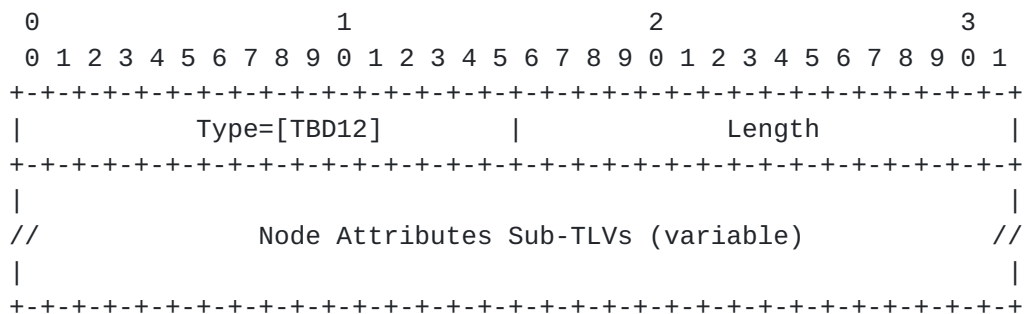 0                   1                   2                   3
 0 1 2 3 4 5 6 7 8 9 0 1 2 3 4 5 6 7 8 9 0 1 2 3 4 5 6 7 8 9 0 1
+-+-+-+-+-+-+-+-+-+-+-+-+-+-+-+-+-+-+-+-+-+-+-+-+-+-+-+-+-+-+-+-+
|           Type=[TBD12]        |             Length            |
+-+-+-+-+-+-+-+-+-+-+-+-+-+-+-+-+-+-+-+-+-+-+-+-+-+-+-+-+-+-+-+-+
|                                                               |
//              Node Attributes Sub-TLVs (variable)            //
|                                                               |
+-+-+-+-+-+-+-+-+-+-+-+-+-+-+-+-+-+-+-+-+-+-+-+-+-+-+-+-+-+-+-+-+